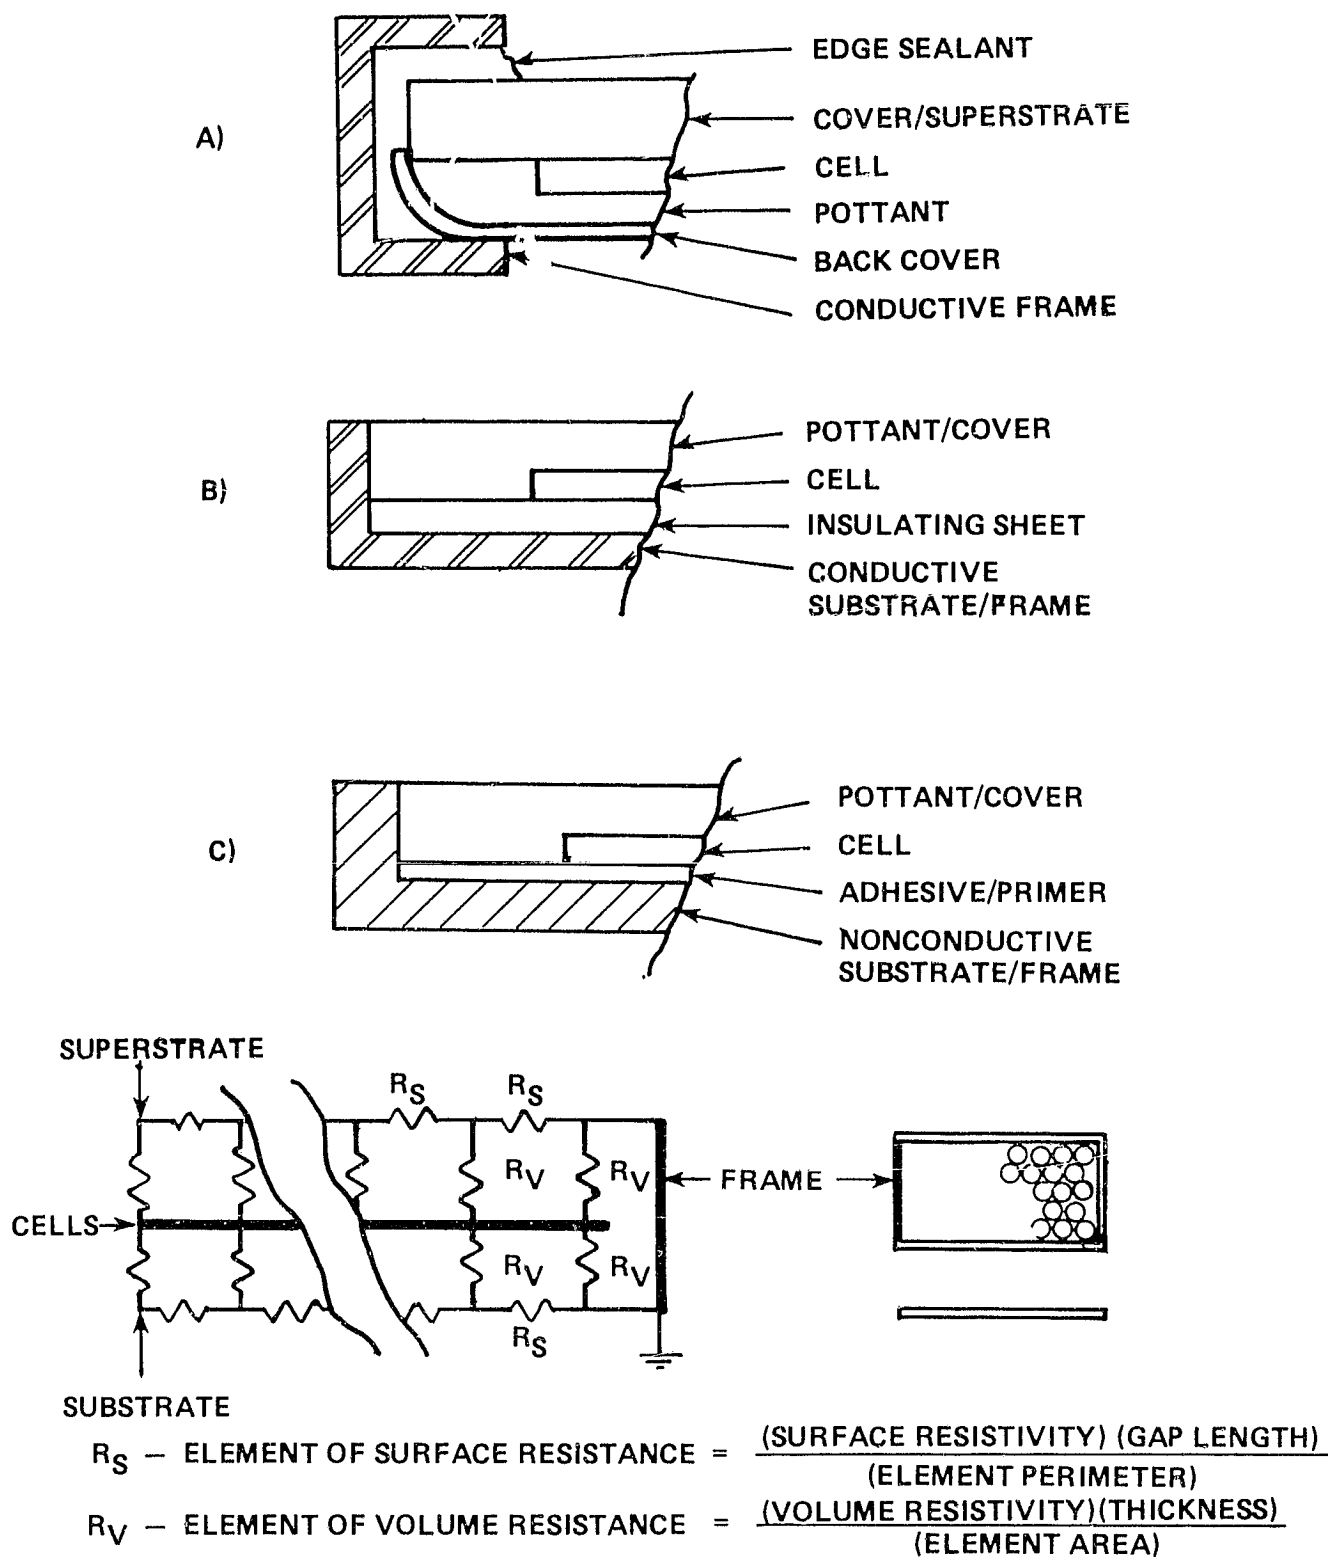 A)
EDGE SEALANT
COVER/SUPERSTRATE
CELL
POTTANT
BACK COVER
CONDUCTIVE FRAME
B)
POTTANT/COVER
CELL
INSULATING SHEET
CONDUCTIVE
SUBSTRATE/FRAME
C)
POTTANT/COVER
CELL
ADHESIVE/PRIMER
NONCONDUCTIVE
SUBSTRATE/FRAME
SUPERSTRATE
RS RS
RV RV
FRAME
CELLS
RV RV
RS
SUBSTRATE
RS — ELEMENT OF SURFACE RESISTANCE = (SURFACE RESISTIVITY) (GAP LENGTH)
(ELEMENT PERIMETER)
RV — ELEMENT OF VOLUME RESISTANCE = (VOLUME RESISTIVITY)(THICKNESS)
(ELEMENT AREA)